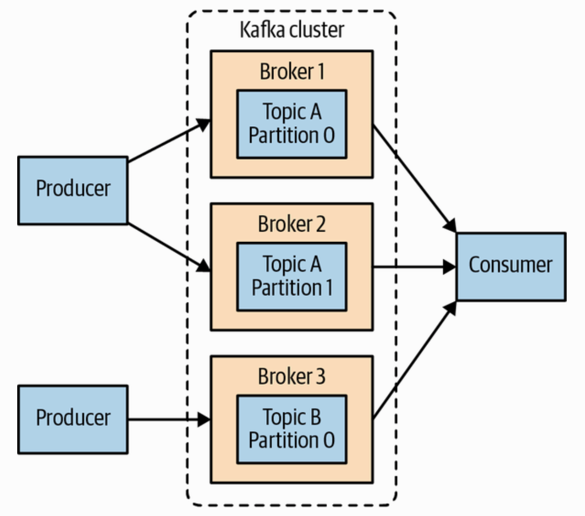 Kafka cluster
Broker 1
Topic A
Partition 0
Producer
Broker 2
Topic A
Partition 1
Consumer
Broker 3
Topic B
Partition 0
Producer